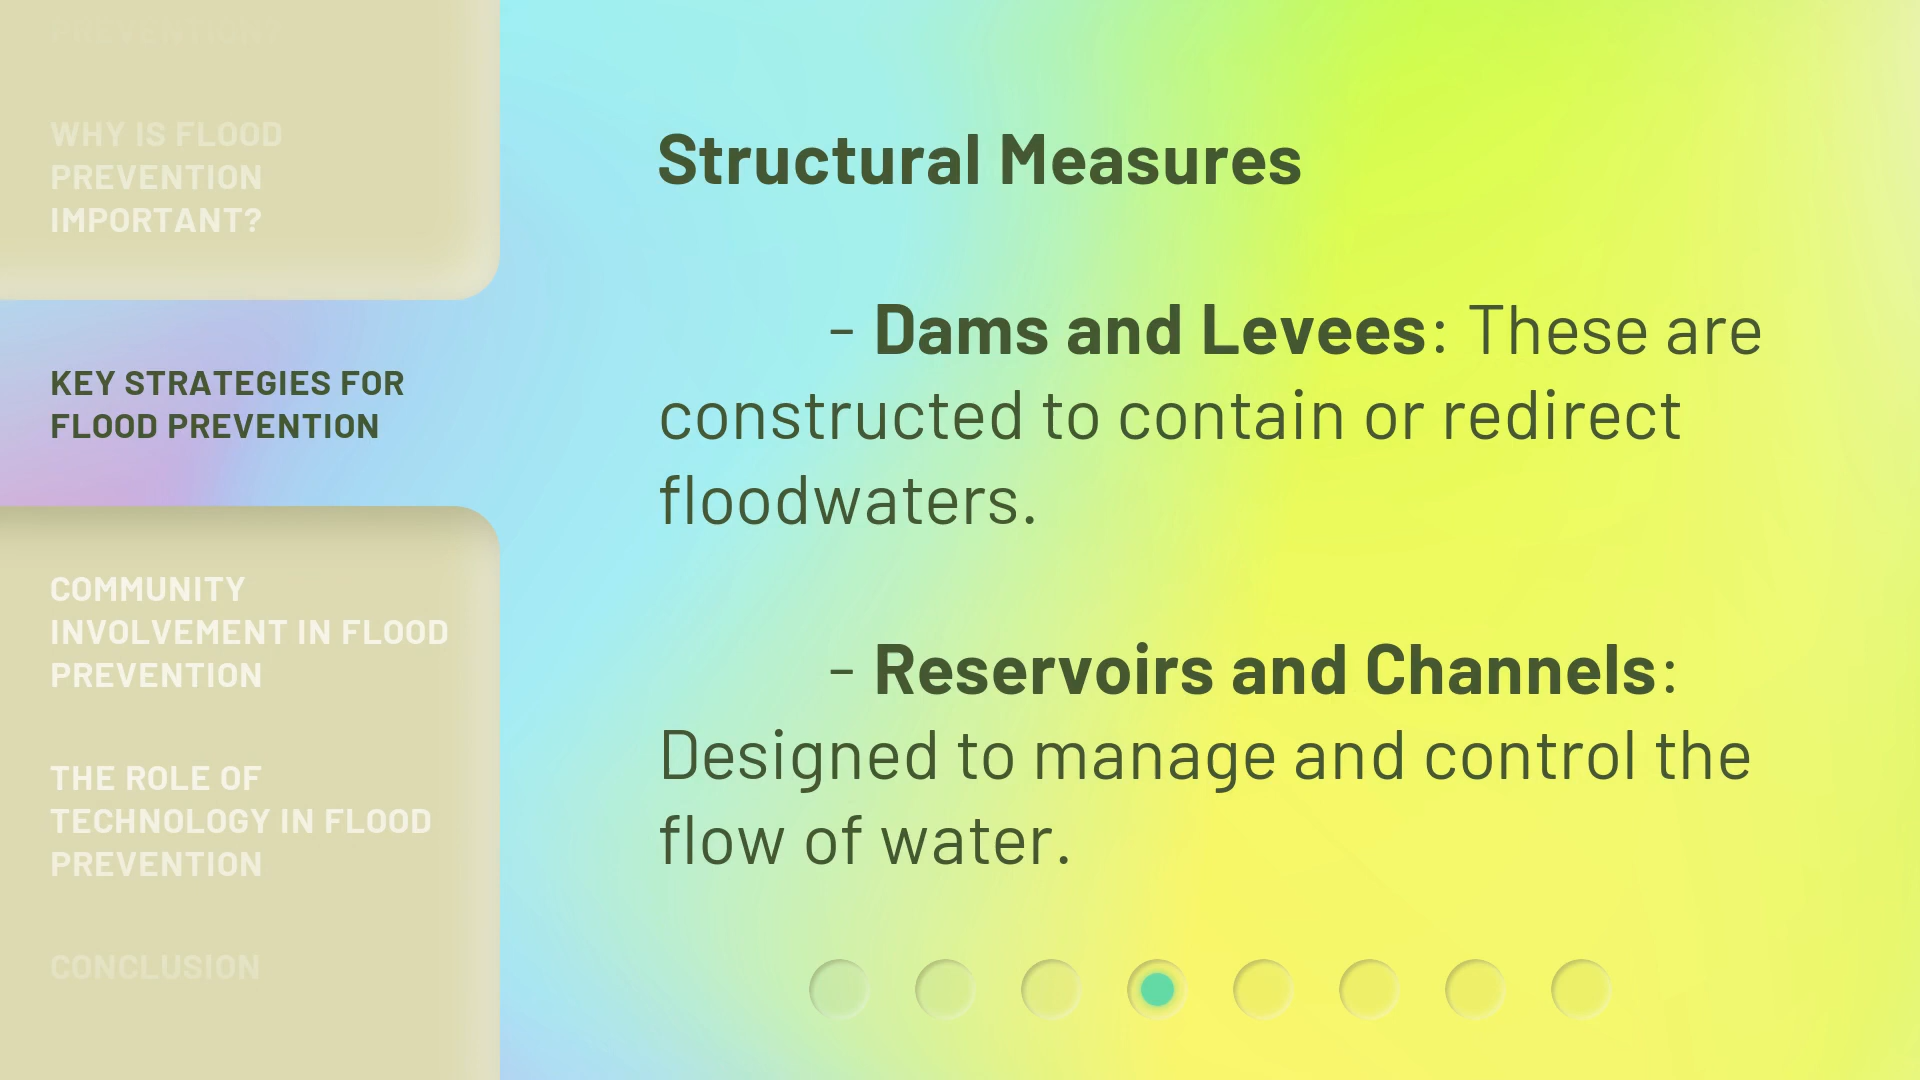 PREVENTION?
WHY IS FLOOD
PREVENTION
IMPORTANT?
KEY STRATEGIES FOR
FLOOD PREVENTION
COMMUNITY
INVOLVEMENT IN FLOOD
PREVENTION
THE ROLE OF
TECHNOLOGY IN FLOOD
PREVENTION
CONCLUSION
Structural Measures
- Dams and Levees: These are
constructed to contain or redirect
floodwaters.
- Reservoirs and Channels:
Designed to manage and control the
flow of water.